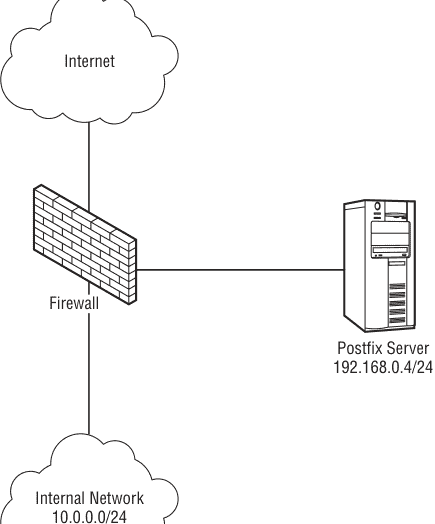 Internet
Firewall
Postfix Server
192.168.0.4/24
Internal Network
10.0.0.0/24